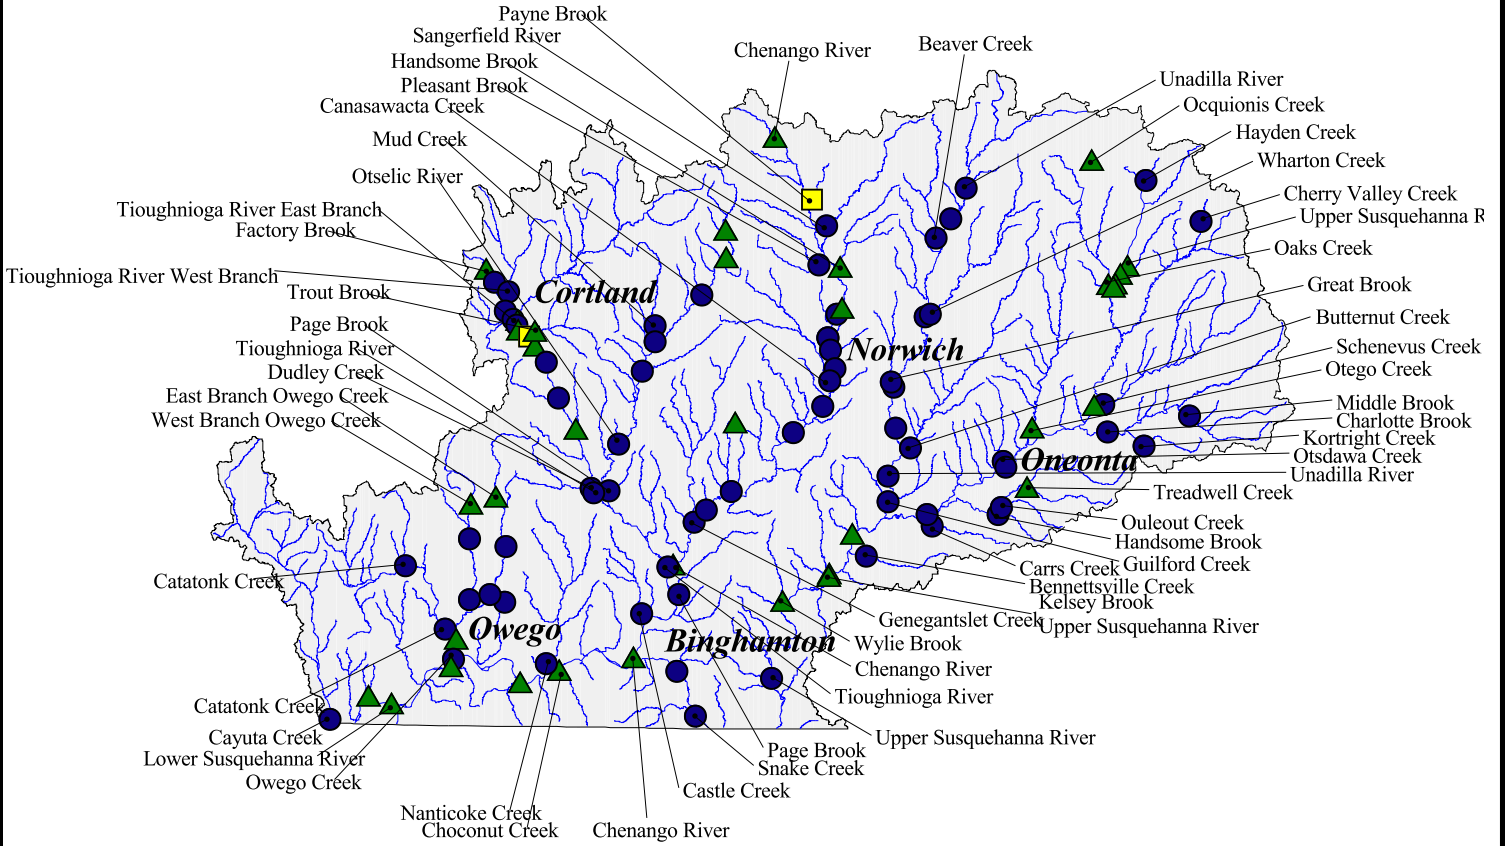 Payne Brook
Sangerfield River
Handsome Brook
Pleasant Brook
Canasawacta Creek
Mud Creek
Otselic River
Tioughnioga River East Branch
Factory Brook
Tioughnioga River West Branch
Trout Brook
Page Brook
Tioughnioga River
Dudley Creek
East Branch Owego Creek
West Branch Owego Creek
Catatonk Creek
Catatonk Creek
Cayuta Creek
Lower Susquehanna River
Owego Creek
Nanticoke Creek
Choconut Creek
Chenango River
Chenango River
Beaver Creek
Unadilla River
Ocquionis Creek
Hayden Creek
Wharton Creek
Cherry Valley Creek
Upper Susquehanna R
Oaks Creek
Great Brook
Butternut Creek
Schenevus Creek
Otego Creek
Middle Brook
Charlotte Brook
Kortright Creek
Otsdawa Creek
Unadilla River
Treadwell Creek
Ouleout Creek
Handsome Brook
Guilford Creek
Carrs Creek
Bennettsville Creek
Kelsey Brook
Upper Susquehanna River
Genegantslet Creek
Wylie Brook
Chenango River
Tioughnioga River
Upper Susquehanna River
Page Brook
Snake Creek
Castle Creek
Cortland
Norwich
Oneonta
Owego
Binghamton